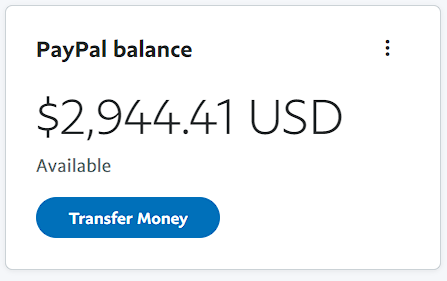 PayPal balance
$2,944.41 USD
Available
Transfer Money